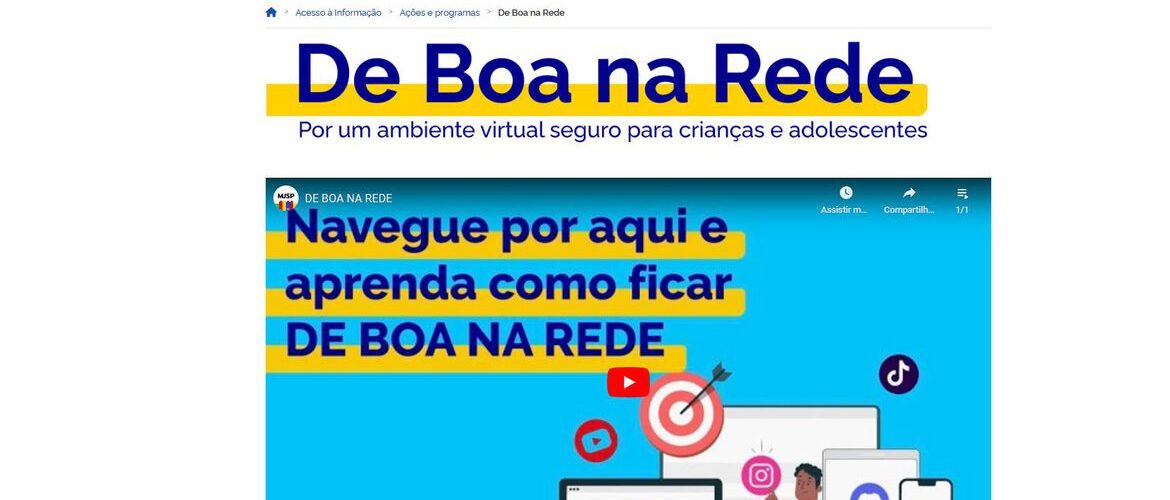 > Acesso à Informação > Ações e programas > De Boa na Rede
De Boa na Rede
Por um ambiente virtual seguro para crianças e adolescentes
MJSP DE BOA NA REDE
Assistir m... Compartilh... 1/1
Navegue por aqui e
aprenda como ficar
DE BOA NA REDE